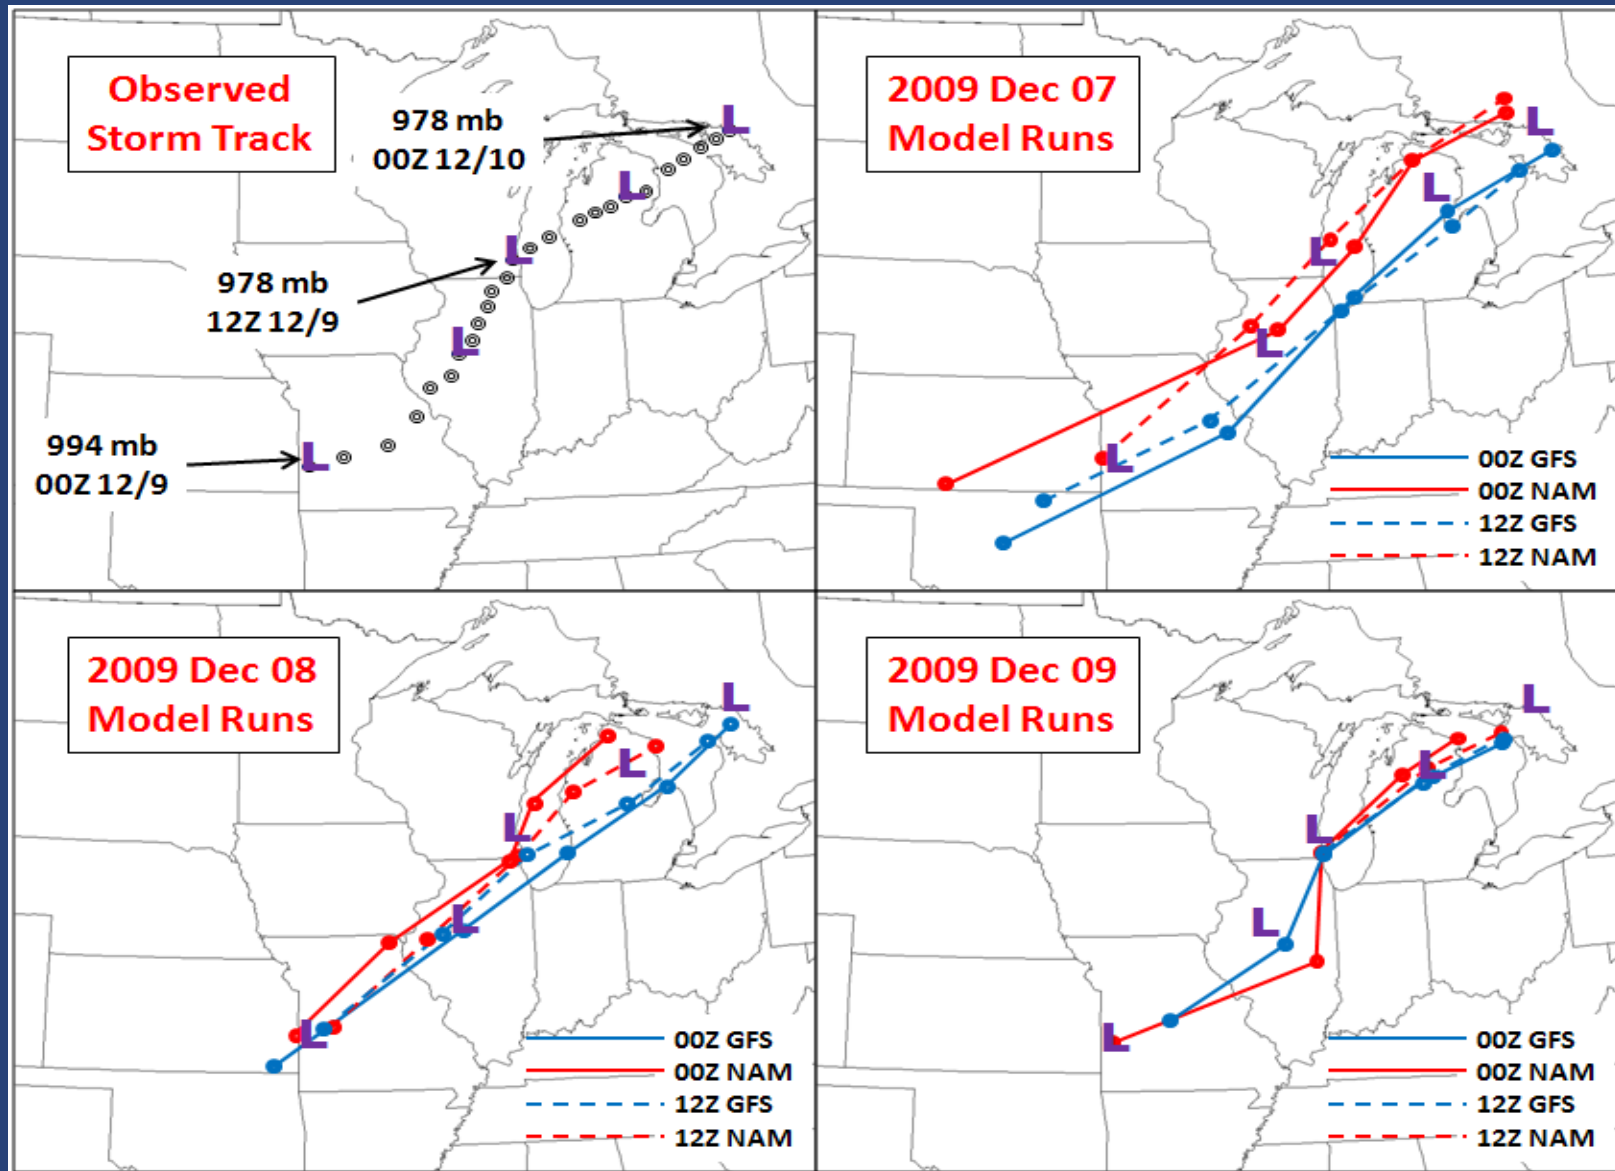 Observed
Storm Track
978 mb
00Z 12/10
L
L
L
978 mb
12Z 12/9
L
994 mb
00Z 12/9
L
2009 Dec 07
Model Runs
L
L
L
L
L
00Z GFS
00Z NAM
12Z GFS
12Z NAM
2009 Dec 08
Model Runs
L
L
L
L
L
00Z GFS
00Z NAM
12Z GFS
12Z NAM
2009 Dec 09
Model Runs
L
L
L
L
L
00Z GFS
00Z NAM
12Z GFS
12Z NAM